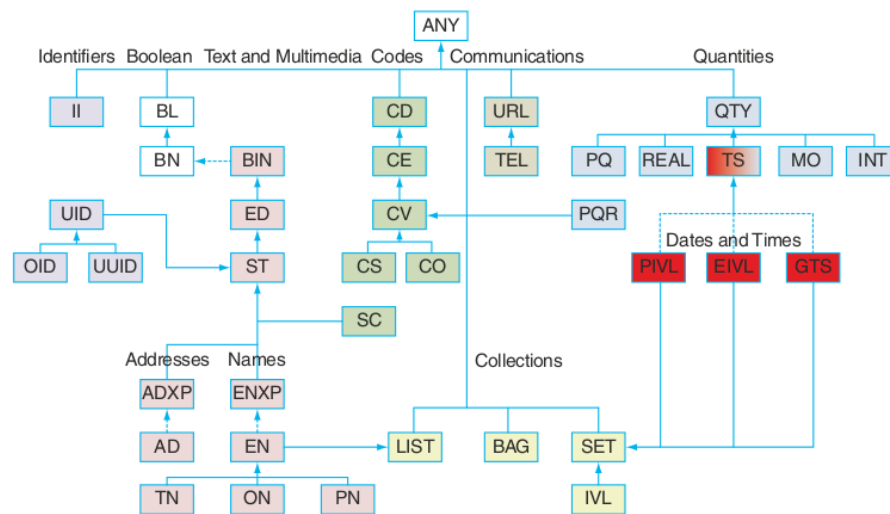 ANY
Identifiers Boolean Text and Multimedia Codes Communications Quantities
II BL CD URL QTY
BN BIN CE TEL PQ REAL TS MO INT
UID ED CV PQR
Dates and Times
OID UUID ST CS CO PIVL EIVL GTS
SC
Addresses Names Collections
ADXP ENXP
AD EN LIST BAG SET
TN ON PN IVL